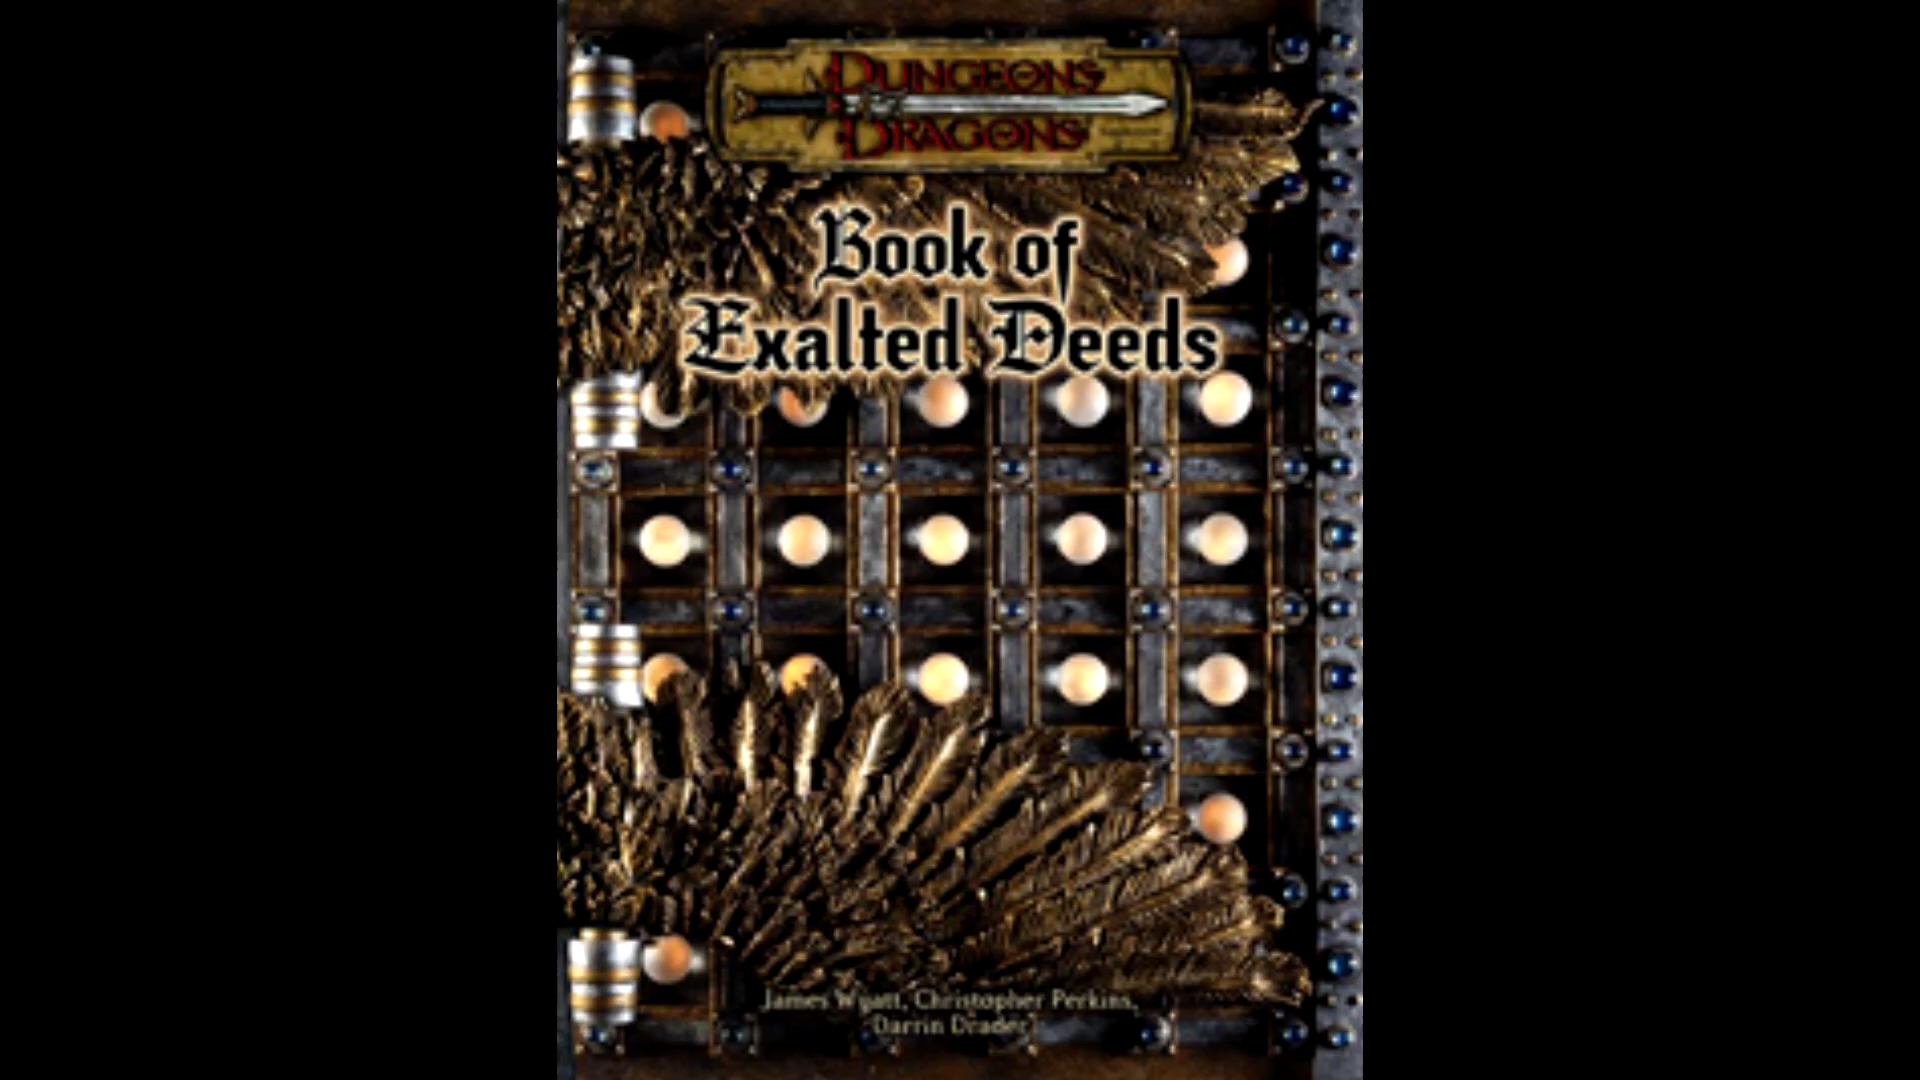 DUNGEONS
DRAGONS
Book of
Exalted Deeds
James Wyatt, Christopher Perkins,
Darrin Drader